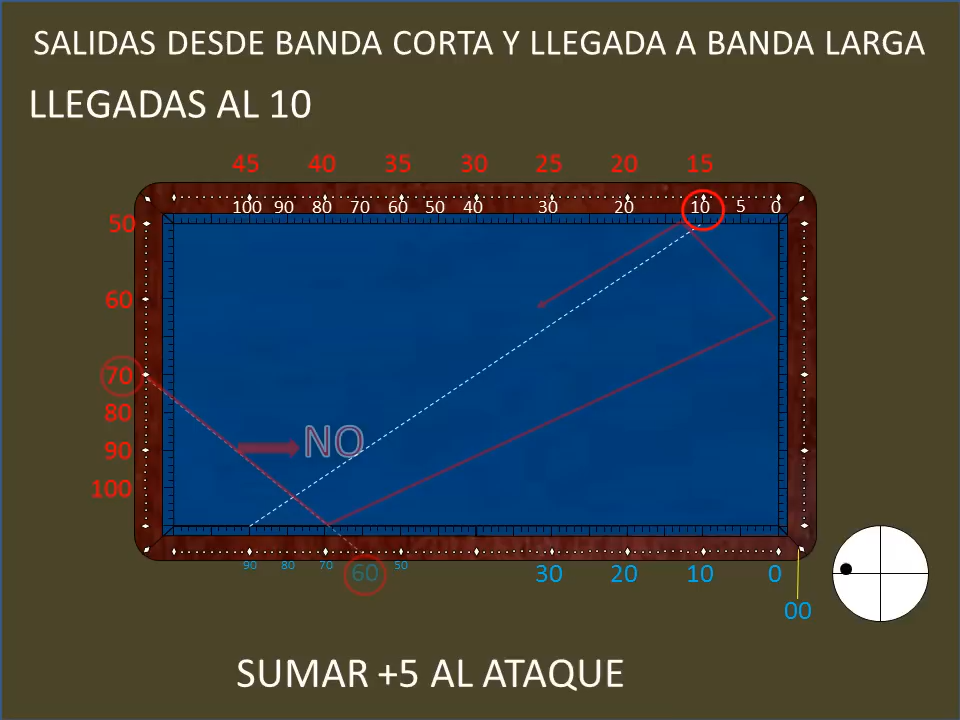 SALIDAS DESDE BANDA CORTA Y LLEGADA A BANDA LARGA
LLEGADAS AL 10
45 40 35 30 25 20 15
100 90 80 70 60 50 40 30 20 10 5 0
50
60
70
80
90
100
NO
90 80 70 60 50 30 20 10 0
00
SUMAR +5 AL ATAQUE